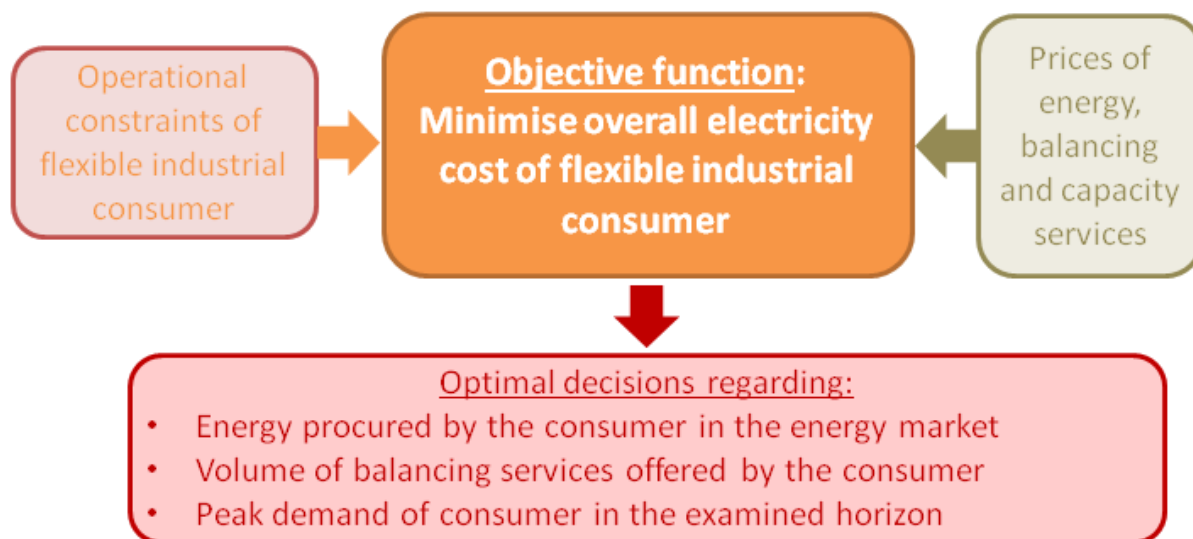 Operational
constraints of
flexible industrial
consumer
Objective function:
Minimise overall electricity
cost of flexible industrial
consumer
Prices of
energy,
balancing
and capacity
services
Optimal decisions regarding:
• Energy procured by the consumer in the energy market
• Volume of balancing services offered by the consumer
• Peak demand of consumer in the examined horizon